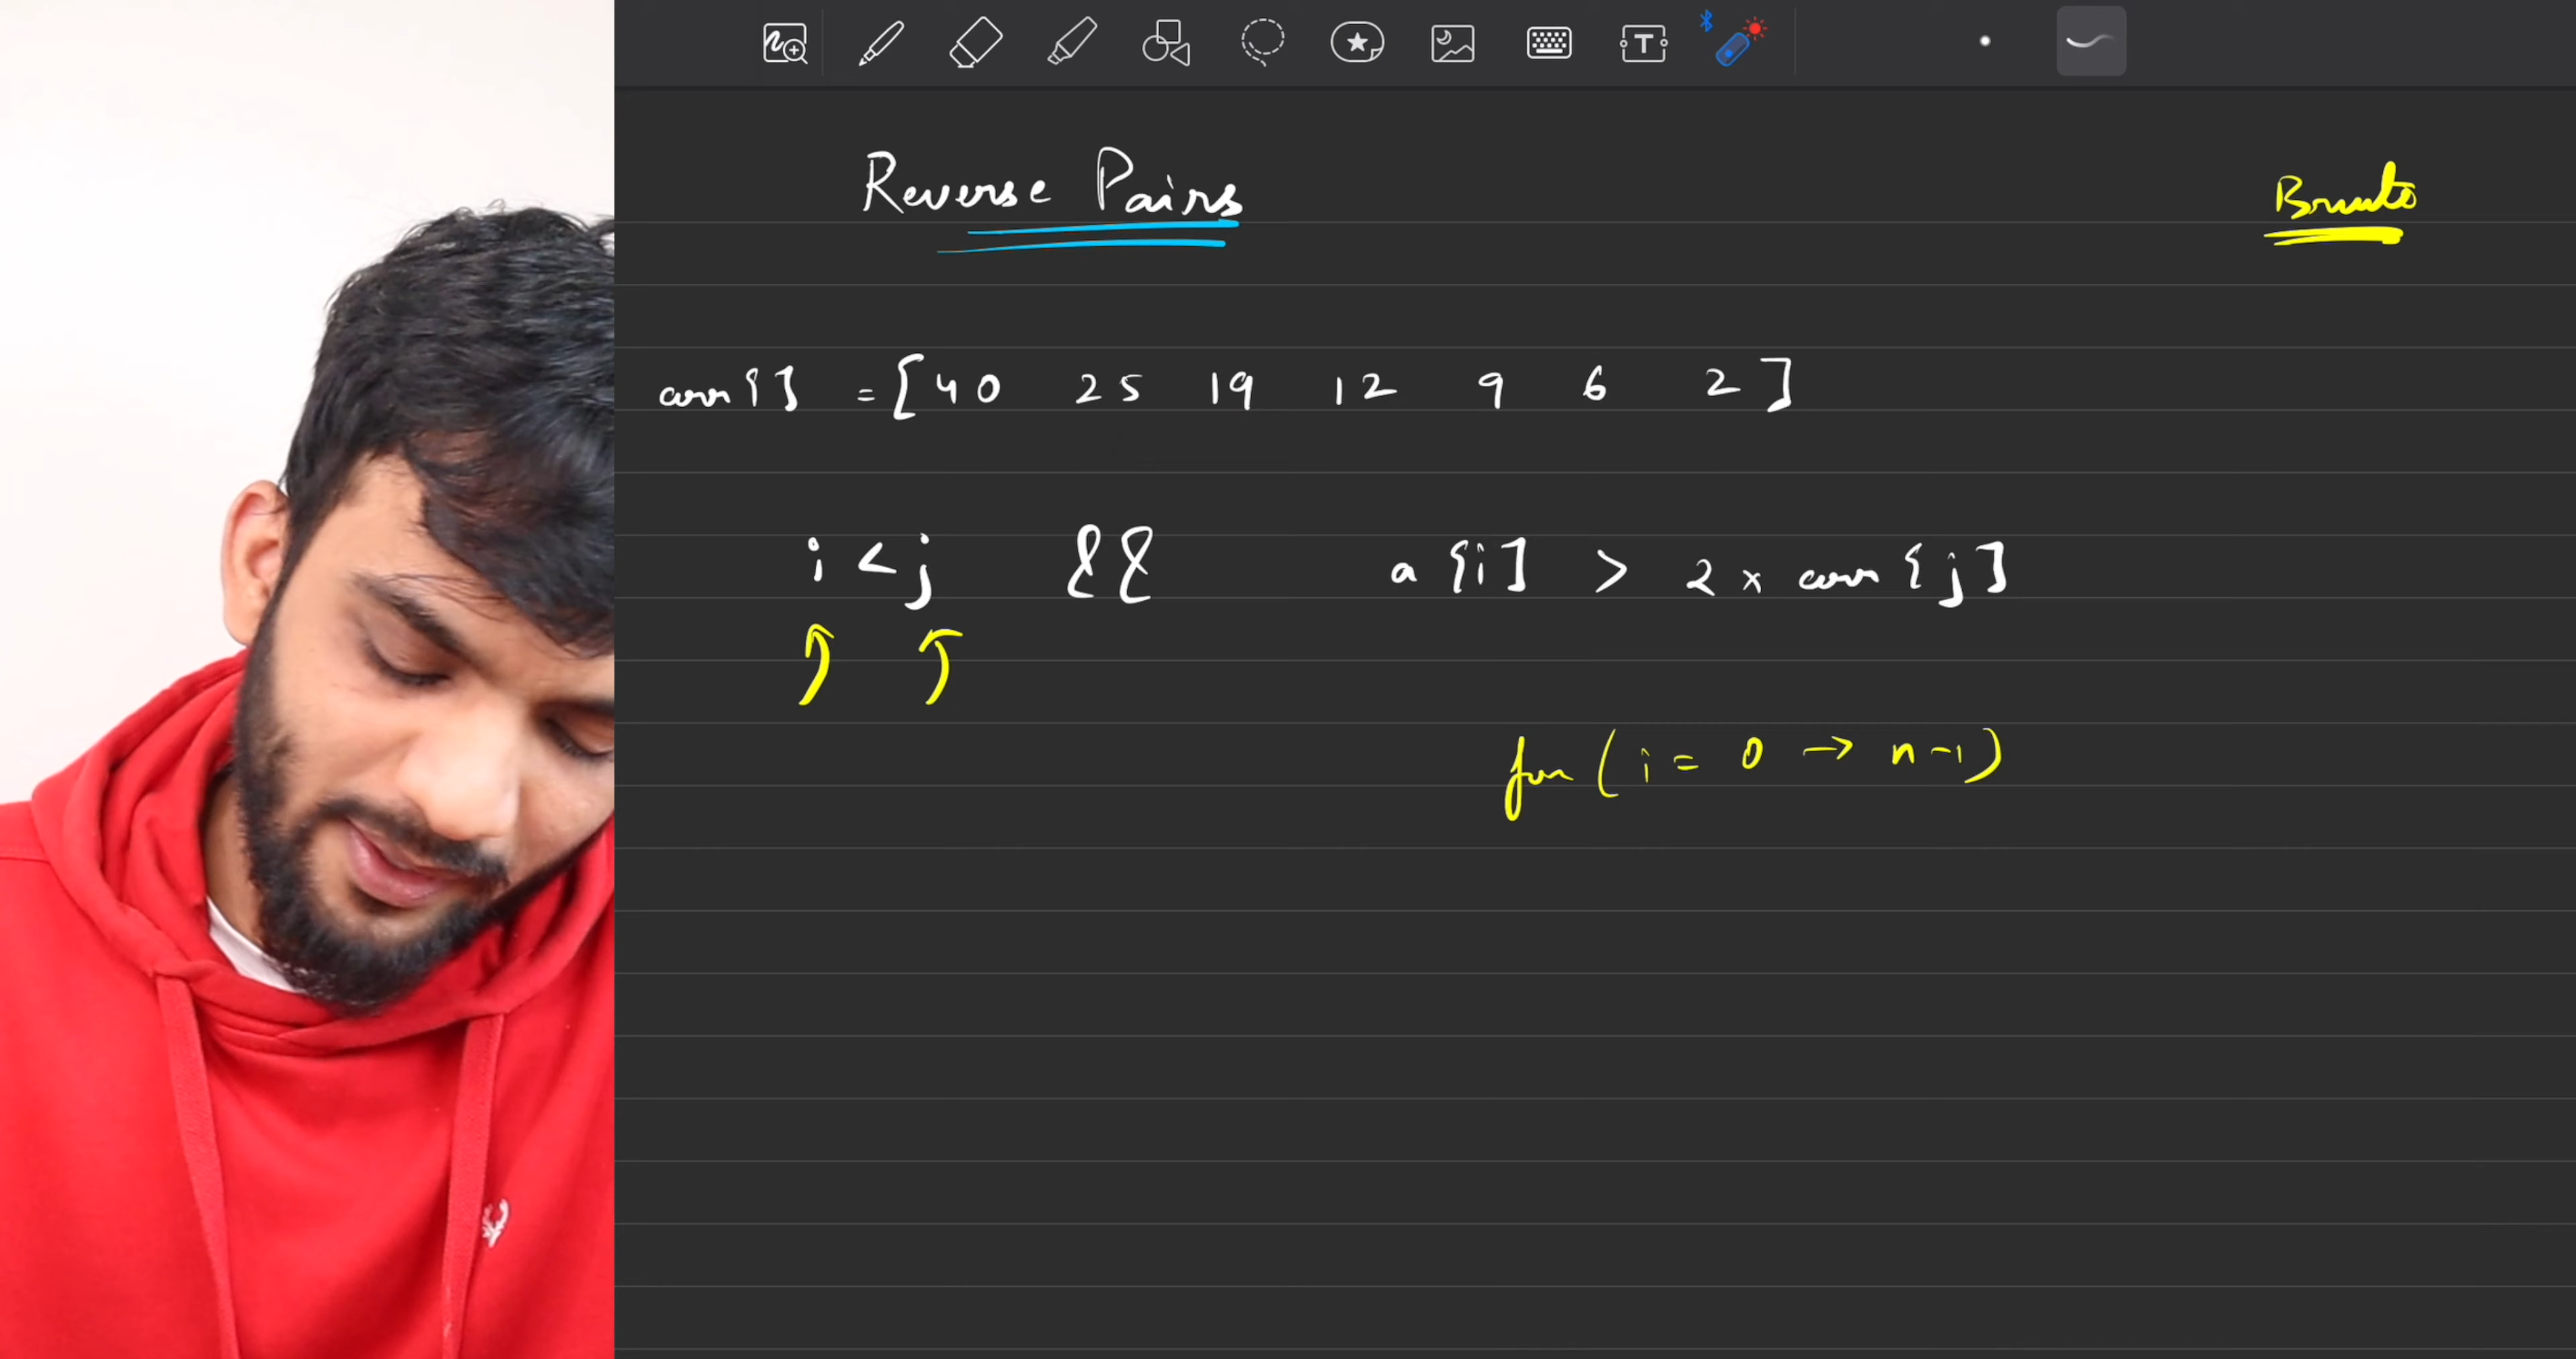 Reverse Pairs
Brute
arr[] = [40 25 19 12 9 6 2]
i < j && a[i] > 2 x arr[j]
for (i = 0 → n-1)